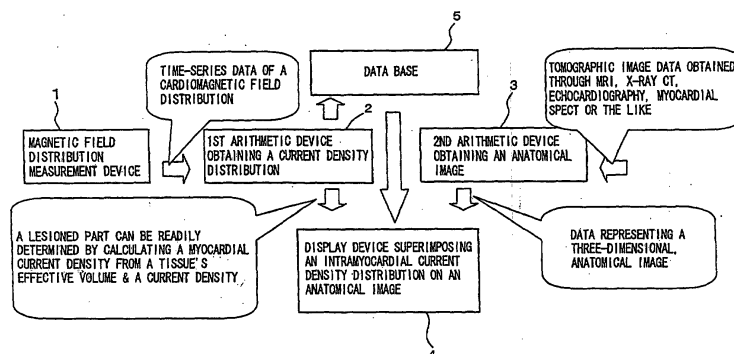 5
TIME-SERIES DATA OF A
CARDIOMAGNETIC FIELD
DISTRIBUTION
DATA BASE
TOMOGRAPHIC IMAGE DATA OBTAINED
THROUGH MRI, X-RAY CT,
ECHOCARDIOGRAPHY, MYOCARDIAL
SPECT OR THE LIKE
1
2
3
MAGNETIC FIELD
DISTRIBUTION
MEASUREMENT DEVICE
1ST ARITHMETIC DEVICE
OBTAINING A CURRENT DENSITY
DISTRIBUTION
2ND ARITHMETIC DEVICE
OBTAINING AN ANATOMICAL
IMAGE
A LESIONED PART CAN BE READILY
DETERMINED BY CALCULATING A MYOCARDIAL
CURRENT DENSITY FROM A TISSUE'S
EFFECTIVE VOLUME & A CURRENT DENSITY
DISPLAY DEVICE SUPERIMPOSING
AN INTRAMYOCARDIAL CURRENT
DENSITY DISTRIBUTION ON AN
ANATOMICAL IMAGE
DATA REPRESENTING A
THREE-DIMENSIONAL,
ANATOMICAL IMAGE
4